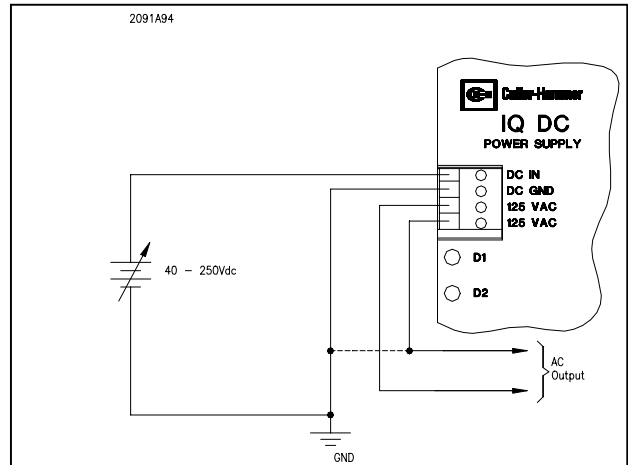 2091A94
Cutler-Hammer
IQ DC
POWER SUPPLY
DC IN
DC GND
125 VAC
125 VAC
D1
D2
40 - 250Vdc
AC
Output
GND